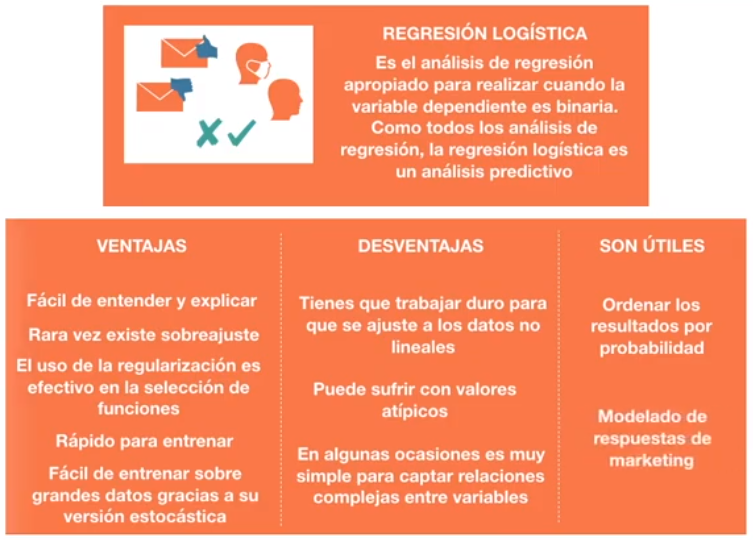 REGRESIÓN LOGÍSTICA
Es el análisis de regresión
apropiado para realizar cuando la
variable dependiente es binaria.
Como todos los análisis de
regresión, la regresión logística es
un análisis predictivo
VENTAJAS
Fácil de entender y explicar
Rara vez existe sobreajuste
El uso de la regularización es
efectivo en la selección de
funciones
Rápido para entrenar
Fácil de entrenar sobre
grandes datos gracias a su
versión estocástica
DESVENTAJAS
Tienes que trabajar duro para
que se ajuste a los datos no
lineales
Puede sufrir con valores
atípicos
En algunas ocasiones es muy
simple para captar relaciones
complejas entre variables
SON ÚTILES
Ordenar los
resultados por
probabilidad
Modelado de
respuestas de
marketing